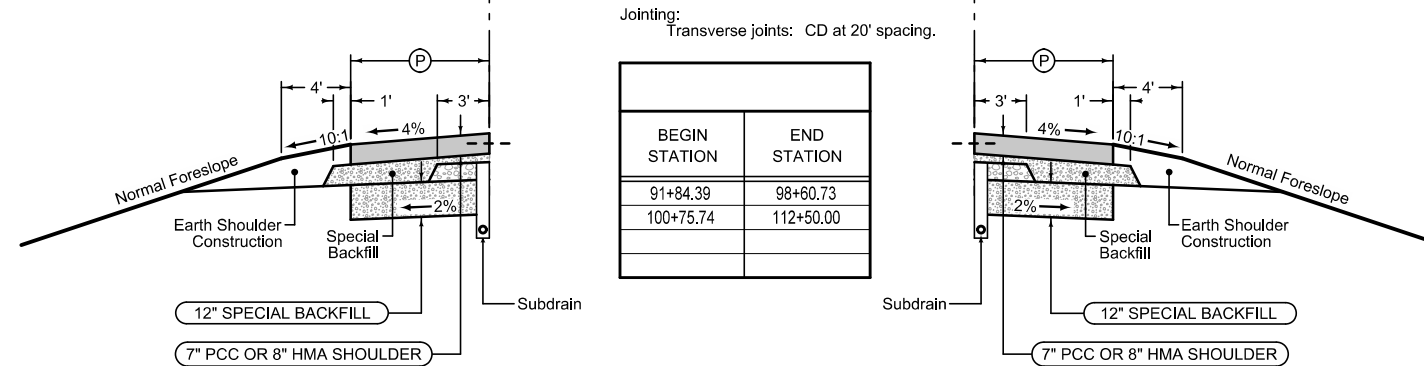 Jointing:
Transverse joints: CD at 20' spacing.
P
4'
1'
3'
10:1
4%
Normal Foreslope
2%
Earth Shoulder
Construction
Special
Backfill
Subdrain
12" SPECIAL BACKFILL
7" PCC OR 8" HMA SHOULDER
BEGIN
STATION
END
STATION
91+84.39
98+60.73
100+75.74
112+50.00
P
3'
1'
4'
4%
10:1
Normal Foreslope
2%
Special
Backfill
Earth Shoulder
Construction
Subdrain
12" SPECIAL BACKFILL
7" PCC OR 8" HMA SHOULDER